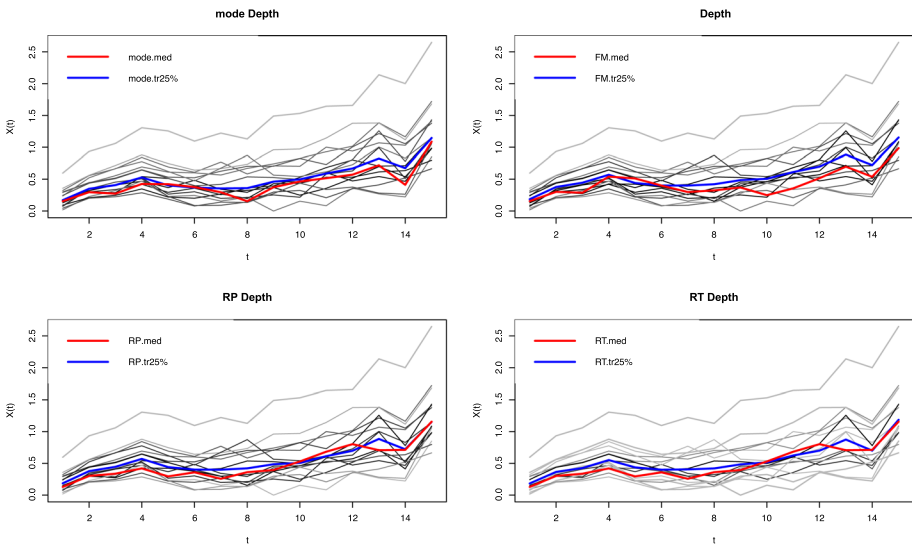 mode Depth
2.5
2.0
1.5
1.0
0.5
0.0
X(t)
mode.med
mode.tr25%
2 4 6 8 10 12 14
t
Depth
2.5
2.0
1.5
1.0
0.5
0.0
X(t)
FM.med
FM.tr25%
2 4 6 8 10 12 14
t
RP Depth
2.5
2.0
1.5
1.0
0.5
0.0
X(t)
RP.med
RP.tr25%
2 4 6 8 10 12 14
t
RT Depth
2.5
2.0
1.5
1.0
0.5
0.0
X(t)
RT.med
RT.tr25%
2 4 6 8 10 12 14
t